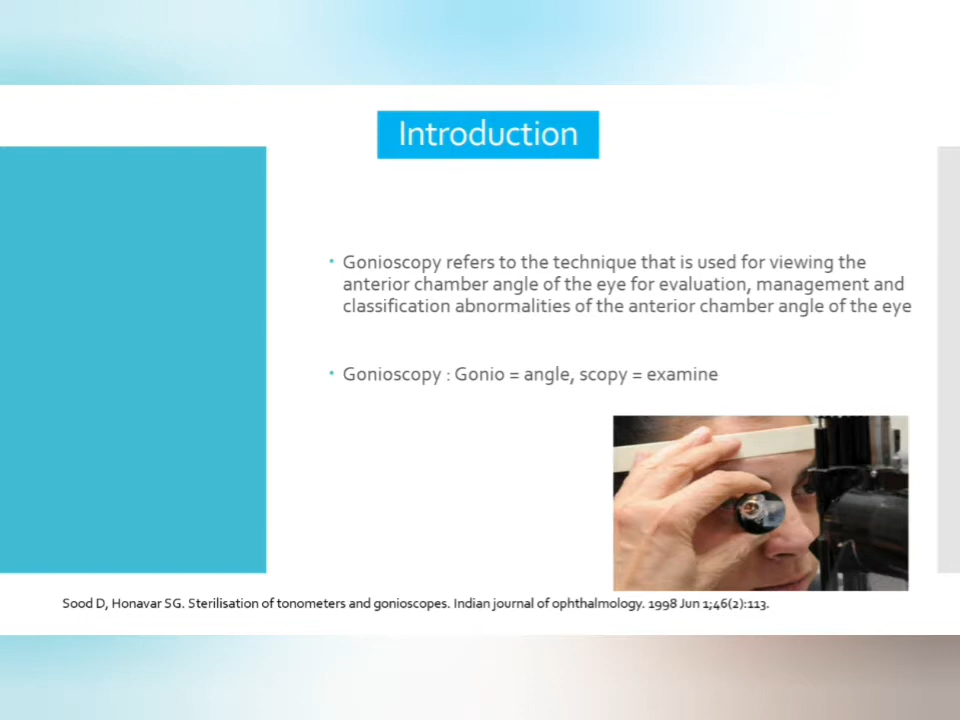 Introduction
• Gonioscopy refers to the technique that is used for viewing the
anterior chamber angle of the eye for evaluation, management and
classification abnormalities of the anterior chamber angle of the eye
• Gonioscopy : Gonio = angle, scopy = examine
Sood D, Honavar SG. Sterilisation of tonometers and gonioscopes. Indian journal of ophthalmology. 1998 Jun 1;46(2):113.